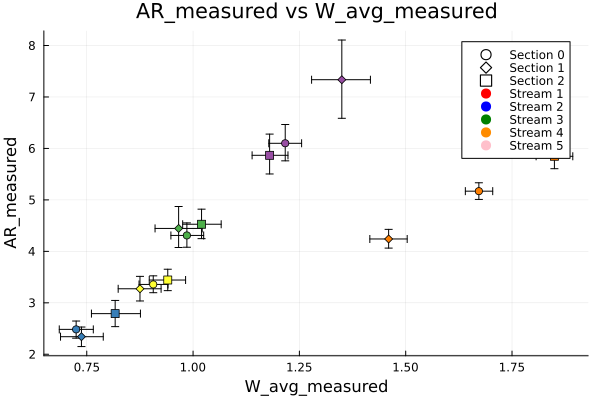 AR_measured vs W_avg_measured
8
7
6
5
4
3
2
AR_measured
0.75
1.00
1.25
1.50
1.75
W_avg_measured
Section 0
Section 1
Section 2
Stream 1
Stream 2
Stream 3
Stream 4
Stream 5